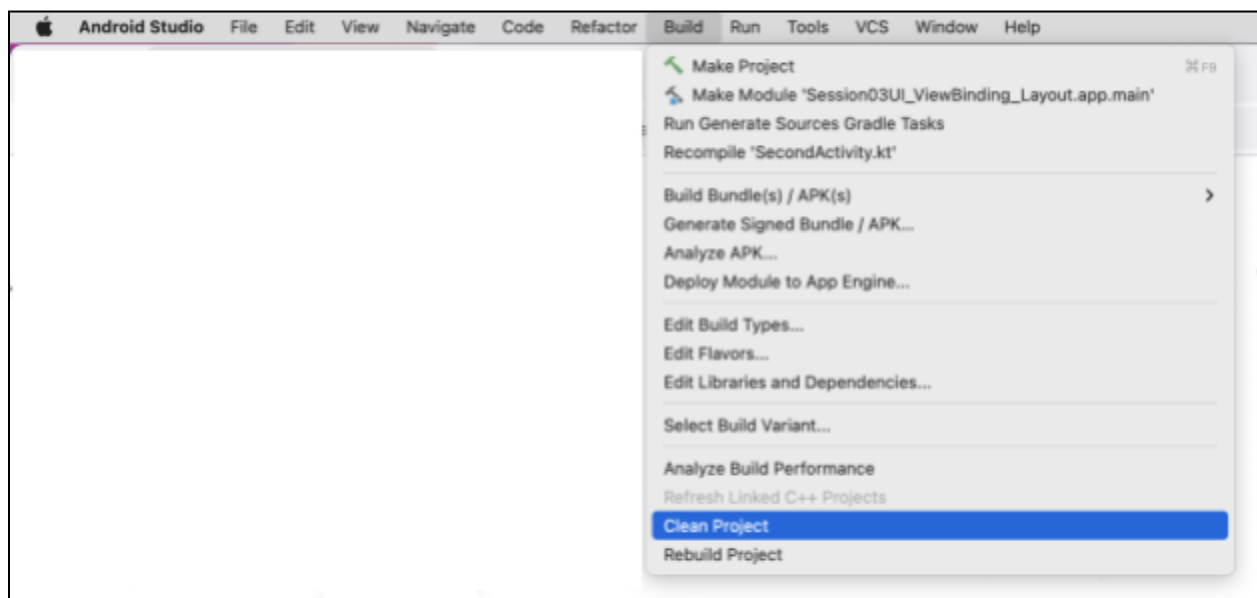 Android Studio File Edit View Navigate Code Refactor Build Run Tools VCS Window Help
Make Project ⌘F9
Make Module 'Session03UI_ViewBinding_Layout.app.main'
Run Generate Sources Gradle Tasks
Recompile 'SecondActivity.kt'
Build Bundle(s) / APK(s)
Generate Signed Bundle / APK...
Analyze APK...
Deploy Module to App Engine...
Edit Build Types...
Edit Flavors...
Edit Libraries and Dependencies...
Select Build Variant...
Analyze Build Performance
Refresh Linked C++ Projects
Clean Project
Rebuild Project